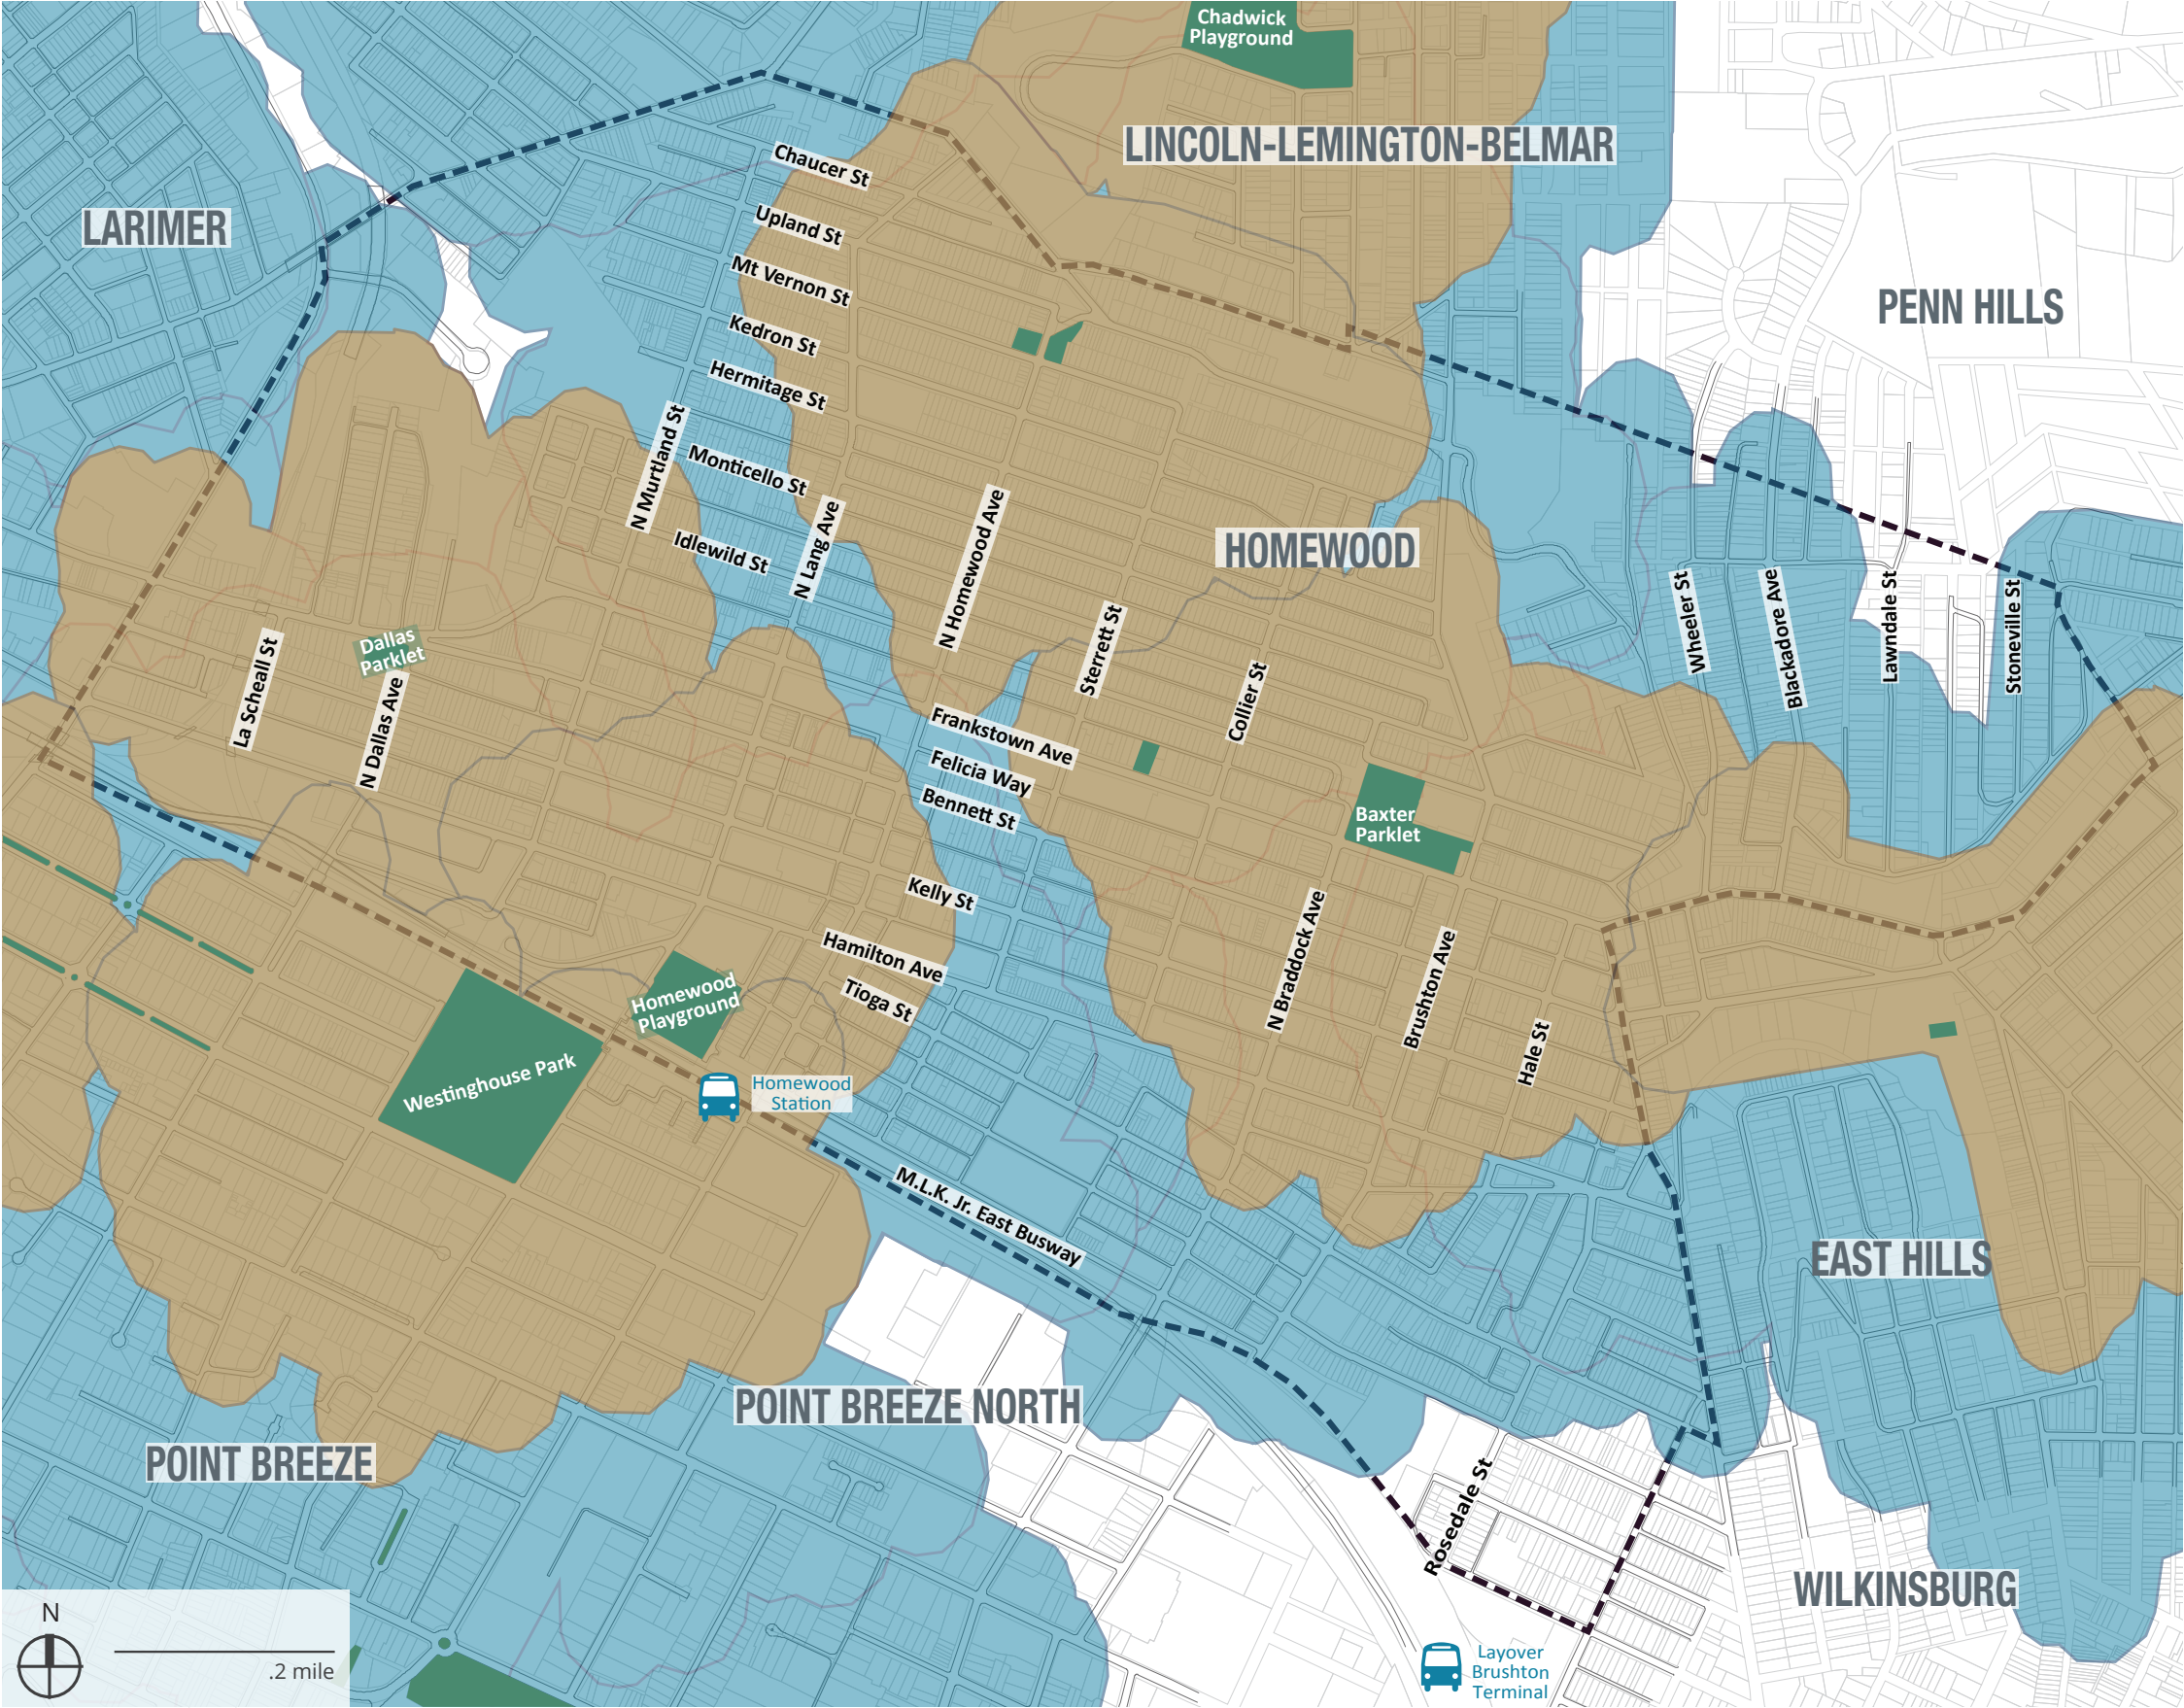 Chadwick
Playground
LINCOLN-LEMINGTON-BELMAR
Chaucer St
LARIMER
Upland St
Mt Vernon St
PENN HILLS
Kedron St
Hermitage St
N Murtland St
Monticello St
N Lang Ave
N Homewood Ave
HOMEWOOD
Idlewild St
Wheeler St
Blackadore Ave
Lawndale St
Stoneville St
La Scheall St
Dallas
Parklet
N Dallas Ave
Sterrett St
Collier St
Frankstown Ave
Felicia Way
Bennett St
Baxter
Parklet
Kelly St
Hamilton Ave
Tioga St
N Braddock Ave
Brushton Ave
Hale St
Homewood
Playground
Westinghouse Park
Homewood
Station
M.L.K. Jr. East Busway
EAST HILLS
POINT BREEZE NORTH
POINT BREEZE
Rosedale St
WILKINSBURG
N
.2 mile
Layover
Brushton
Terminal